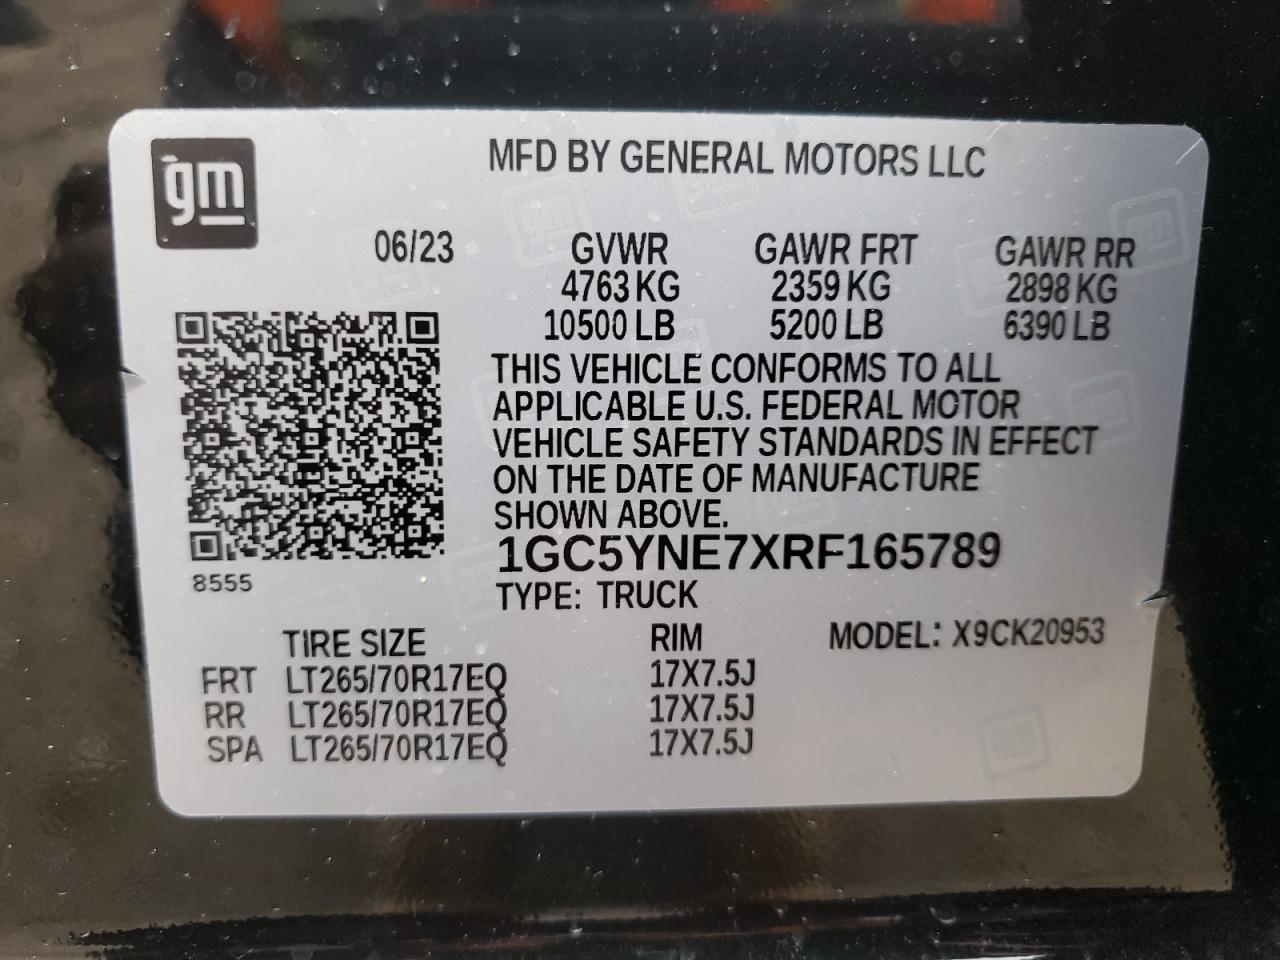 gm
MFD BY GENERAL MOTORS LLC
06/23 GVWR GAWR FRT GAWR RR
4763 KG 2359 KG 2898 KG
10500 LB 5200 LB 6390 LB
THIS VEHICLE CONFORMS TO ALL
APPLICABLE U.S. FEDERAL MOTOR
VEHICLE SAFETY STANDARDS IN EFFECT
ON THE DATE OF MANUFACTURE
SHOWN ABOVE.
8555
1GC5YNE7XRF165789
TYPE: TRUCK
TIRE SIZE RIM MODEL: X9CK20953
FRT LT265/70R17EQ 17X7.5J
RR LT265/70R17EQ 17X7.5J
SPA LT265/70R17EQ 17X7.5J